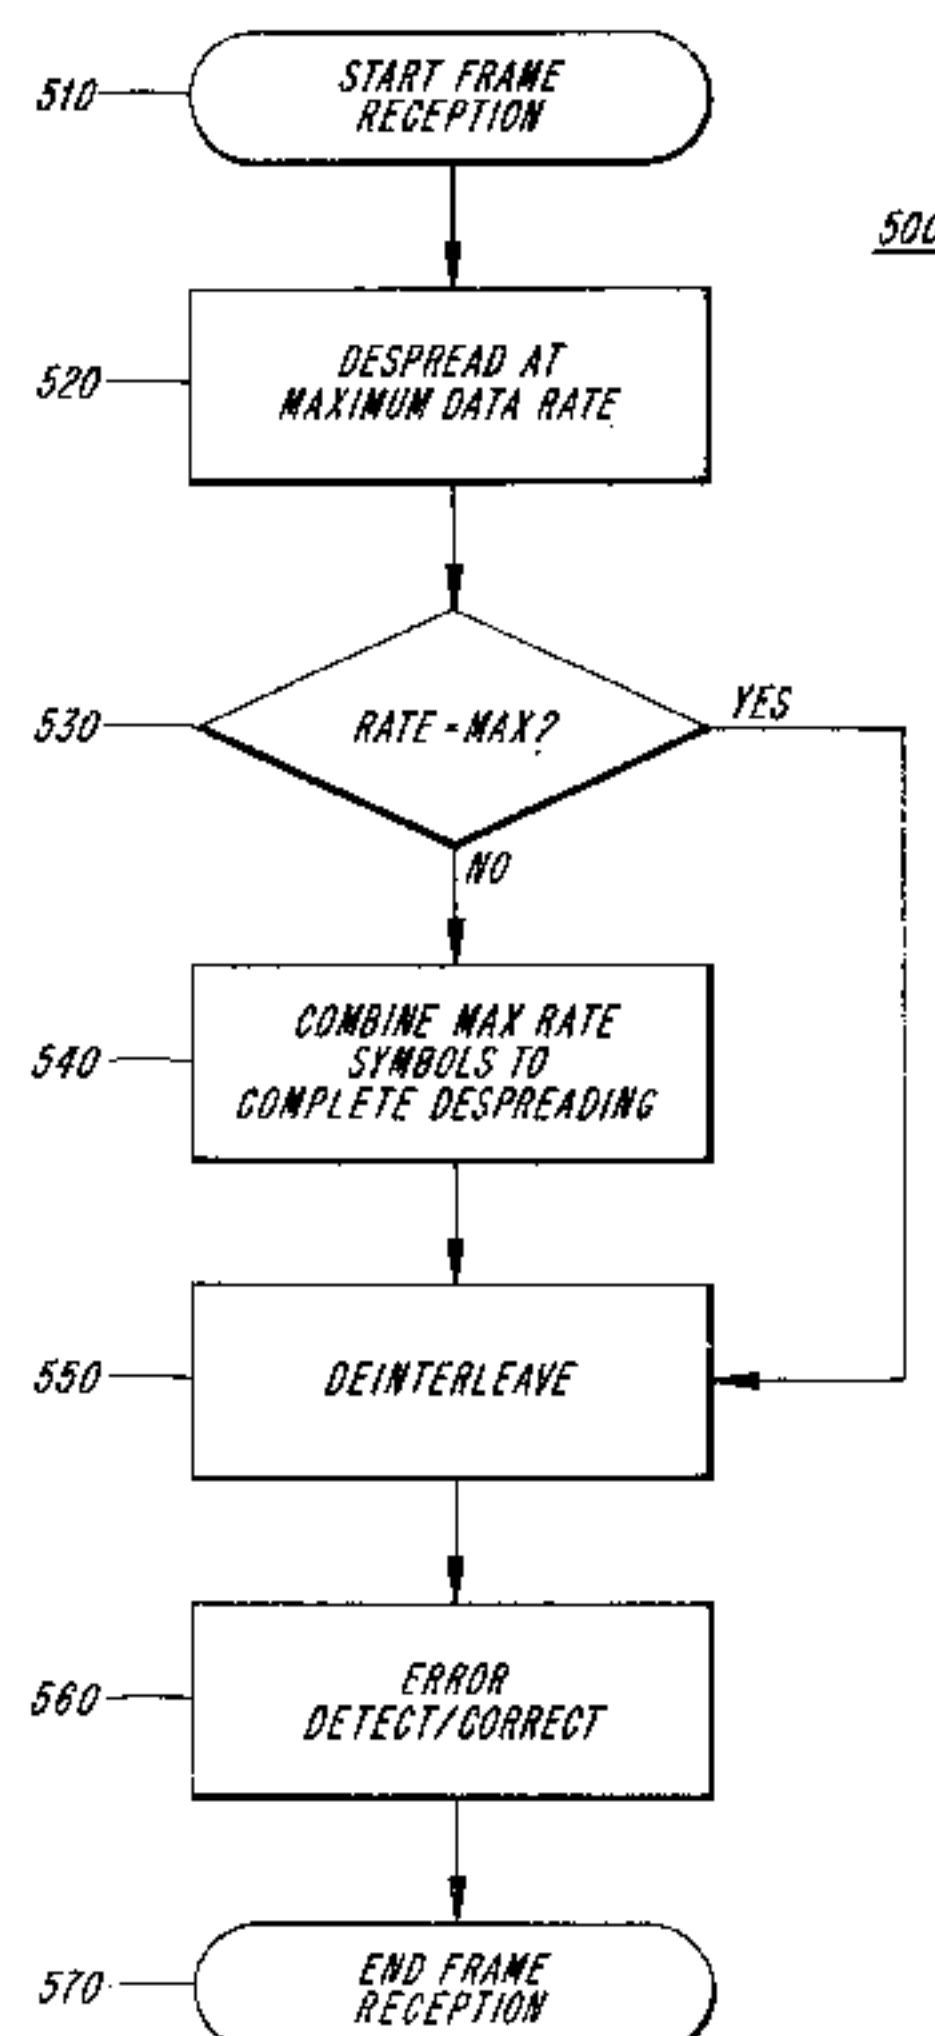 510
START FRAME
RECEPTION
500
520
DESPREAD AT
MAXIMUM DATA RATE
530
RATE = MAX?
YES
NO
540
COMBINE MAX RATE
SYMBOLS TO
COMPLETE DESPREADING
550
DEINTERLEAVE
560
ERROR
DETECT/CORRECT
570
END FRAME
RECEPTION